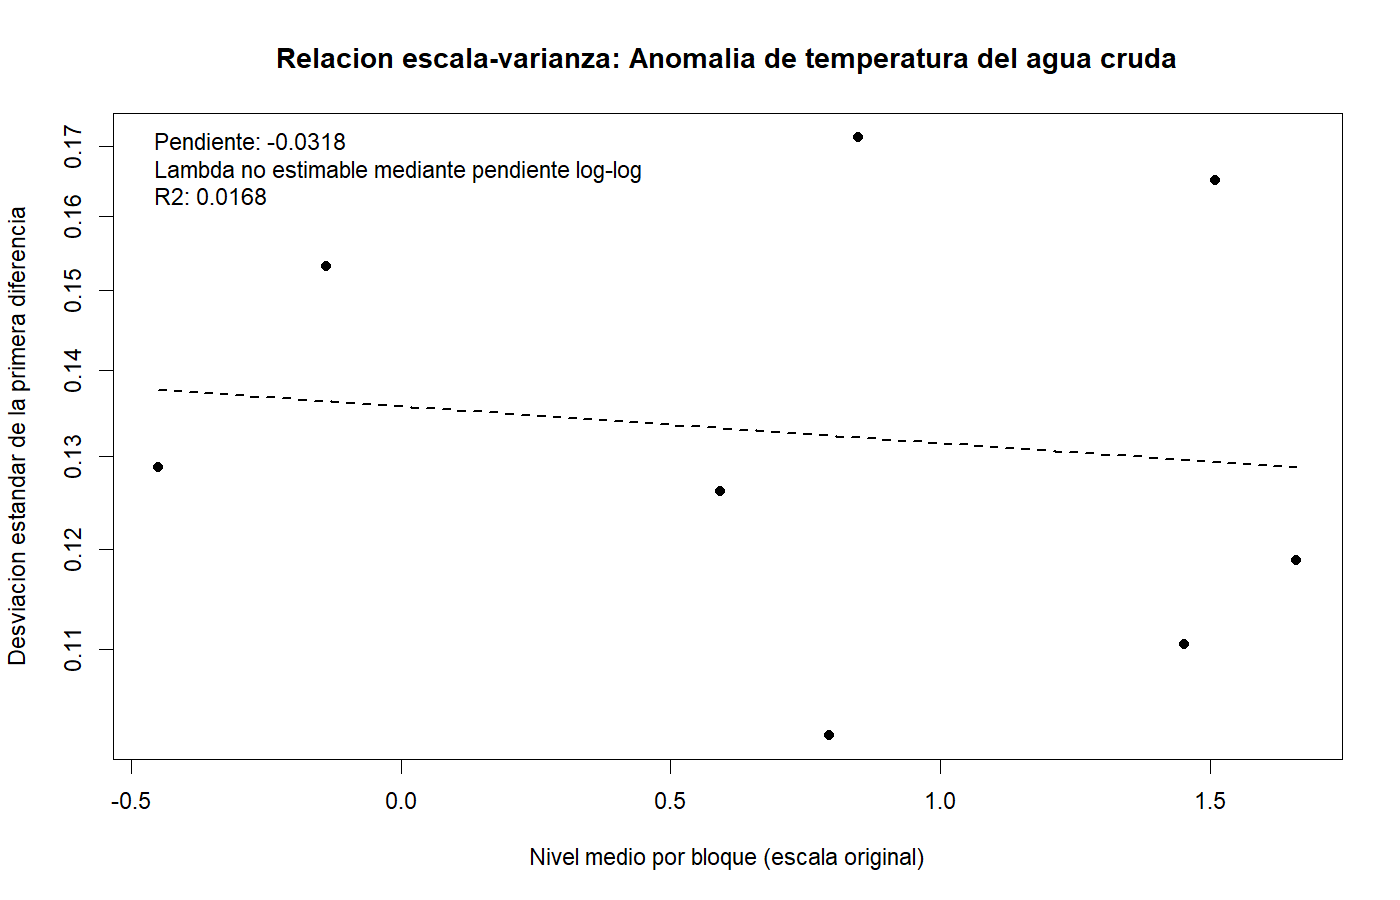 Relacion escala-varianza: Anomalia de temperatura del agua cruda
Pendiente: -0.0318
Lambda no estimable mediante pendiente log-log
R2: 0.0168
Desviacion estandar de la primera diferencia
0.17
0.16
0.15
0.14
0.13
0.12
0.11
-0.5
0.0
0.5
1.0
1.5
Nivel medio por bloque (escala original)